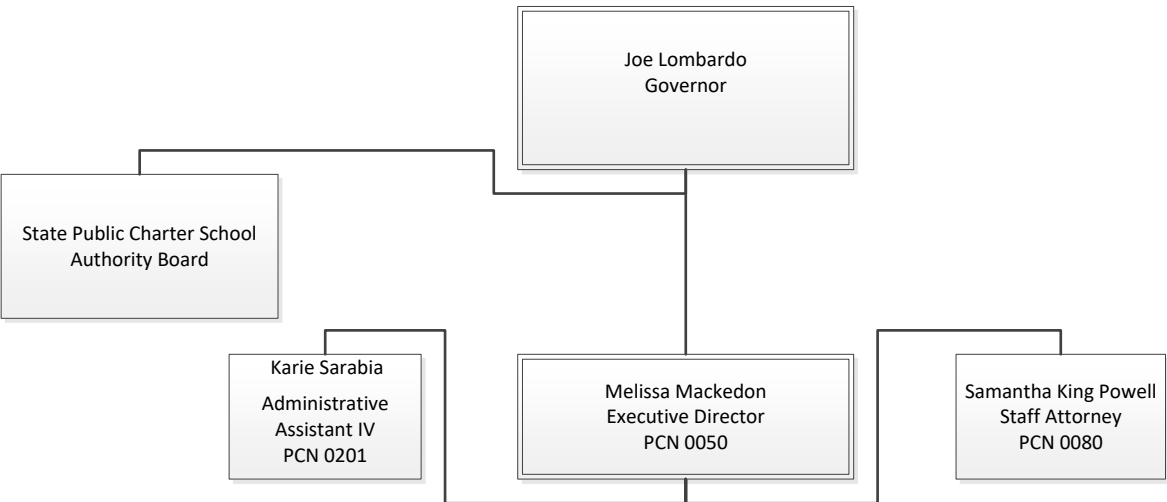 Joe Lombardo
Governor
State Public Charter School
Authority Board
Karie Sarabia
Administrative
Assistant IV
PCN 0201
Melissa Mackedon
Executive Director
PCN 0050
Samantha King Powell
Staff Attorney
PCN 0080